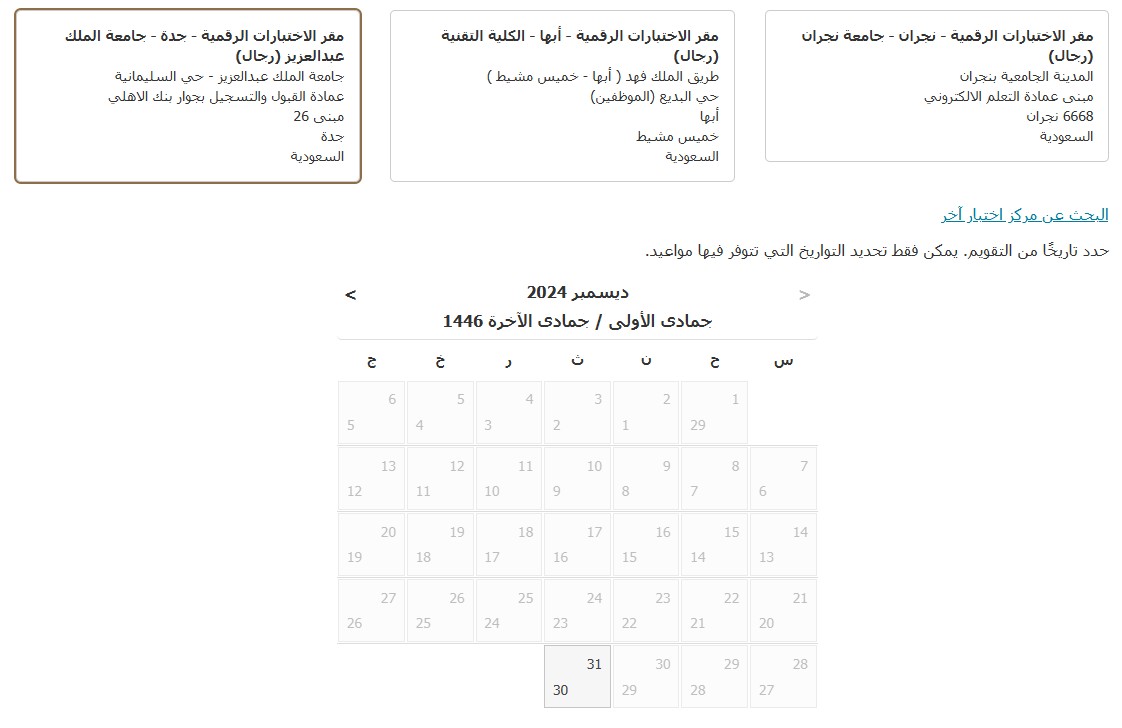 مقر الاختبارات الرقمية - نجران - جامعة نجران
(رجال)
المدينة الجامعية بنجران
مبنى عمادة التعلم الالكتروني
6668 نجران
السعودية
مقر الاختبارات الرقمية - أبها - الكلية التقنية
(رجال)
طريق الملك فهد ( أبها - خميس مشيط )
حي البديع (الموظفين)
أبها
خميس مشيط
السعودية
مقر الاختبارات الرقمية - جدة - جامعة الملك
عبدالعزيز (رجال)
جامعة الملك عبدالعزيز - حي السليمانية
عمادة القبول والتسجيل بجوار بنك الاهلي
مبنى 26
جدة
السعودية
البحث عن مركز اختبار آخر
حدد تاريخًا من التقويم. يمكن فقط تحديد التواريخ التي تتوفر فيها مواعيد.
ديسمبر 2024
جمادى الأولى / جمادى الآخرة 1446
س ح ن ث ر خ ج
1 2 3 4 5 6
29 1 2 3 4 5
7 8 9 10 11 12 13
6 7 8 9 10 11 12
14 15 16 17 18 19 20
13 14 15 16 17 18 19
21 22 23 24 25 26 27
20 21 22 23 24 25 26
28 29 30 31
27 28 29 30